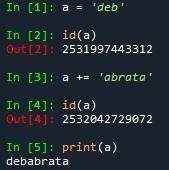 In [1]: a = 'deb'
In [2]: id(a)
Out[2]: 2531997443312
In [3]: a += 'abrata'
In [4]: id(a)
Out[4]: 2532042729072
In [5]: print(a)
debabrata